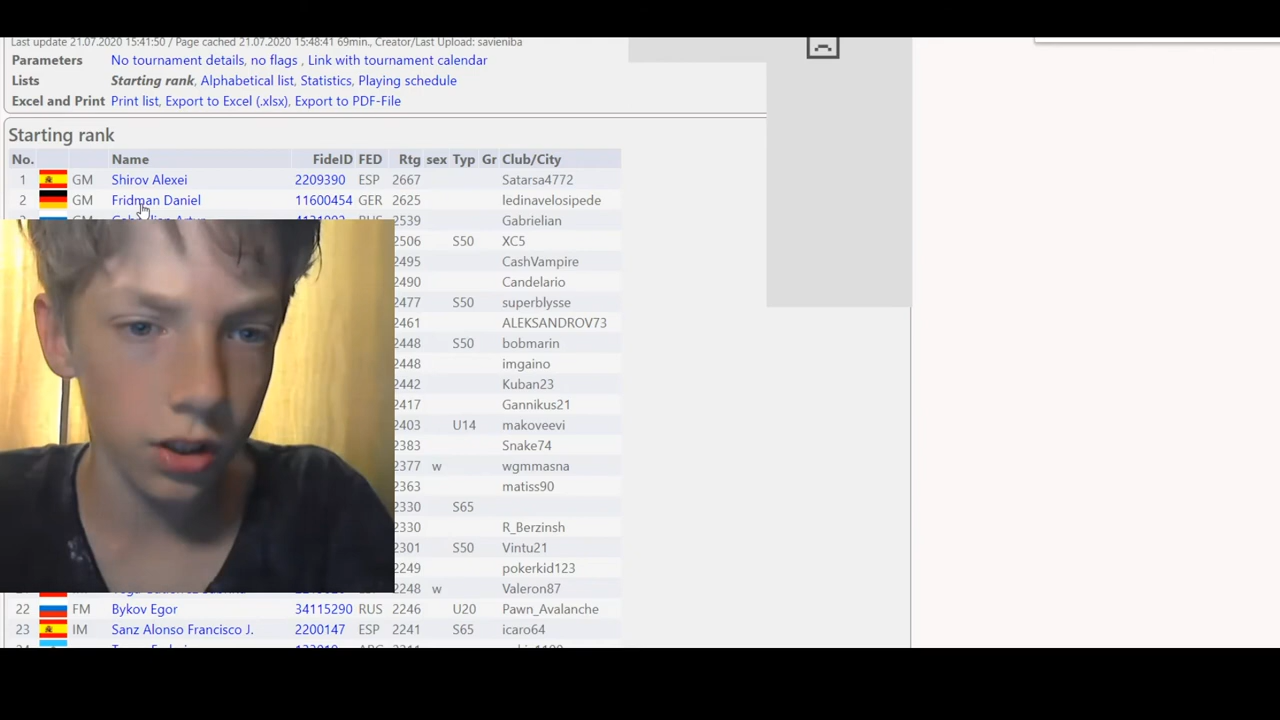 Last update 21.07.2020 15:41:50 / Page cached 21.07.2020 15:48:41 69min., Creator/Last Upload: savieniba
Parameters No tournament details, no flags , Link with tournament calendar
Lists Starting rank, Alphabetical list, Statistics, Playing schedule
Excel and Print Print list, Export to Excel (.xlsx), Export to PDF-File
Starting rank
No. Name FideID FED Rtg sex Typ Gr Club/City
1 GM Shirov Alexei 2209390 ESP 2667 Satarsa4772
2 GM Fridman Daniel 11600454 GER 2625 ledinavelosipede
2539 Gabrielian
2506 S50 XC5
2495 CashVampire
2490 Candelario
2477 S50 superblysse
2461 ALEKSANDROV73
2448 S50 bobmarin
2448 imgaino
2442 Kuban23
2417 Gannikus21
2403 U14 makoveevi
2383 Snake74
2377 w wgmmasna
2363 matiss90
2330 S65
2330 R_Berzinsh
2301 S50 Vintu21
2249 pokerkid123
2248 w Valeron87
22 FM Bykov Egor 34115290 RUS 2246 U20 Pawn_Avalanche
23 IM Sanz Alonso Francisco J. 2200147 ESP 2241 S65 icaro64